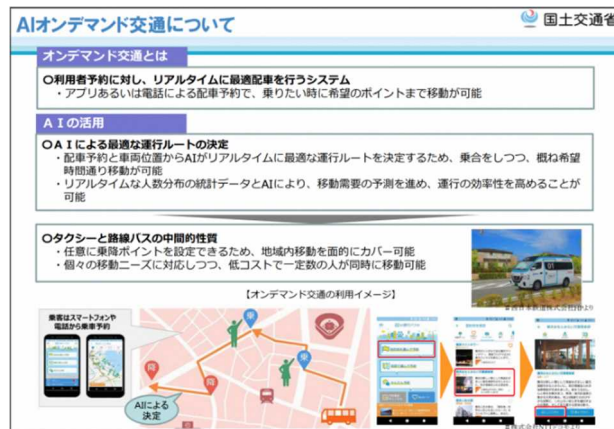 AIオンデマンド交通について
国土交通省
オンデマンド交通とは
○利用者予約に対し、リアルタイムに最適配車を行うシステム
・アプリあるいは電話による配車予約で、乗りたい時に希望のポイントまで移動が可能
ＡＩの活用
○ＡＩによる最適な運行ルートの決定
・配車予約と車両位置からAIがリアルタイムに最適な運行ルートを決定するため、乗合をしつつ、概ね希望
時間通り移動が可能
・リアルタイムな人数分布の統計データとAIにより、移動需要の予測を進め、運行の効率性を高めることが
可能
○タクシーと路線バスの中間的性質
・任意に乗降ポイントを設定できるため、地域内移動を面的にカバー可能
・個々の移動ニーズに対応しつつ、低コストで一定数の人が同時に移動可能
【オンデマンド交通の利用イメージ】
乗客はスマートフォンや
電話から乗車予約
乗
乗
降
降
AIによる
決定